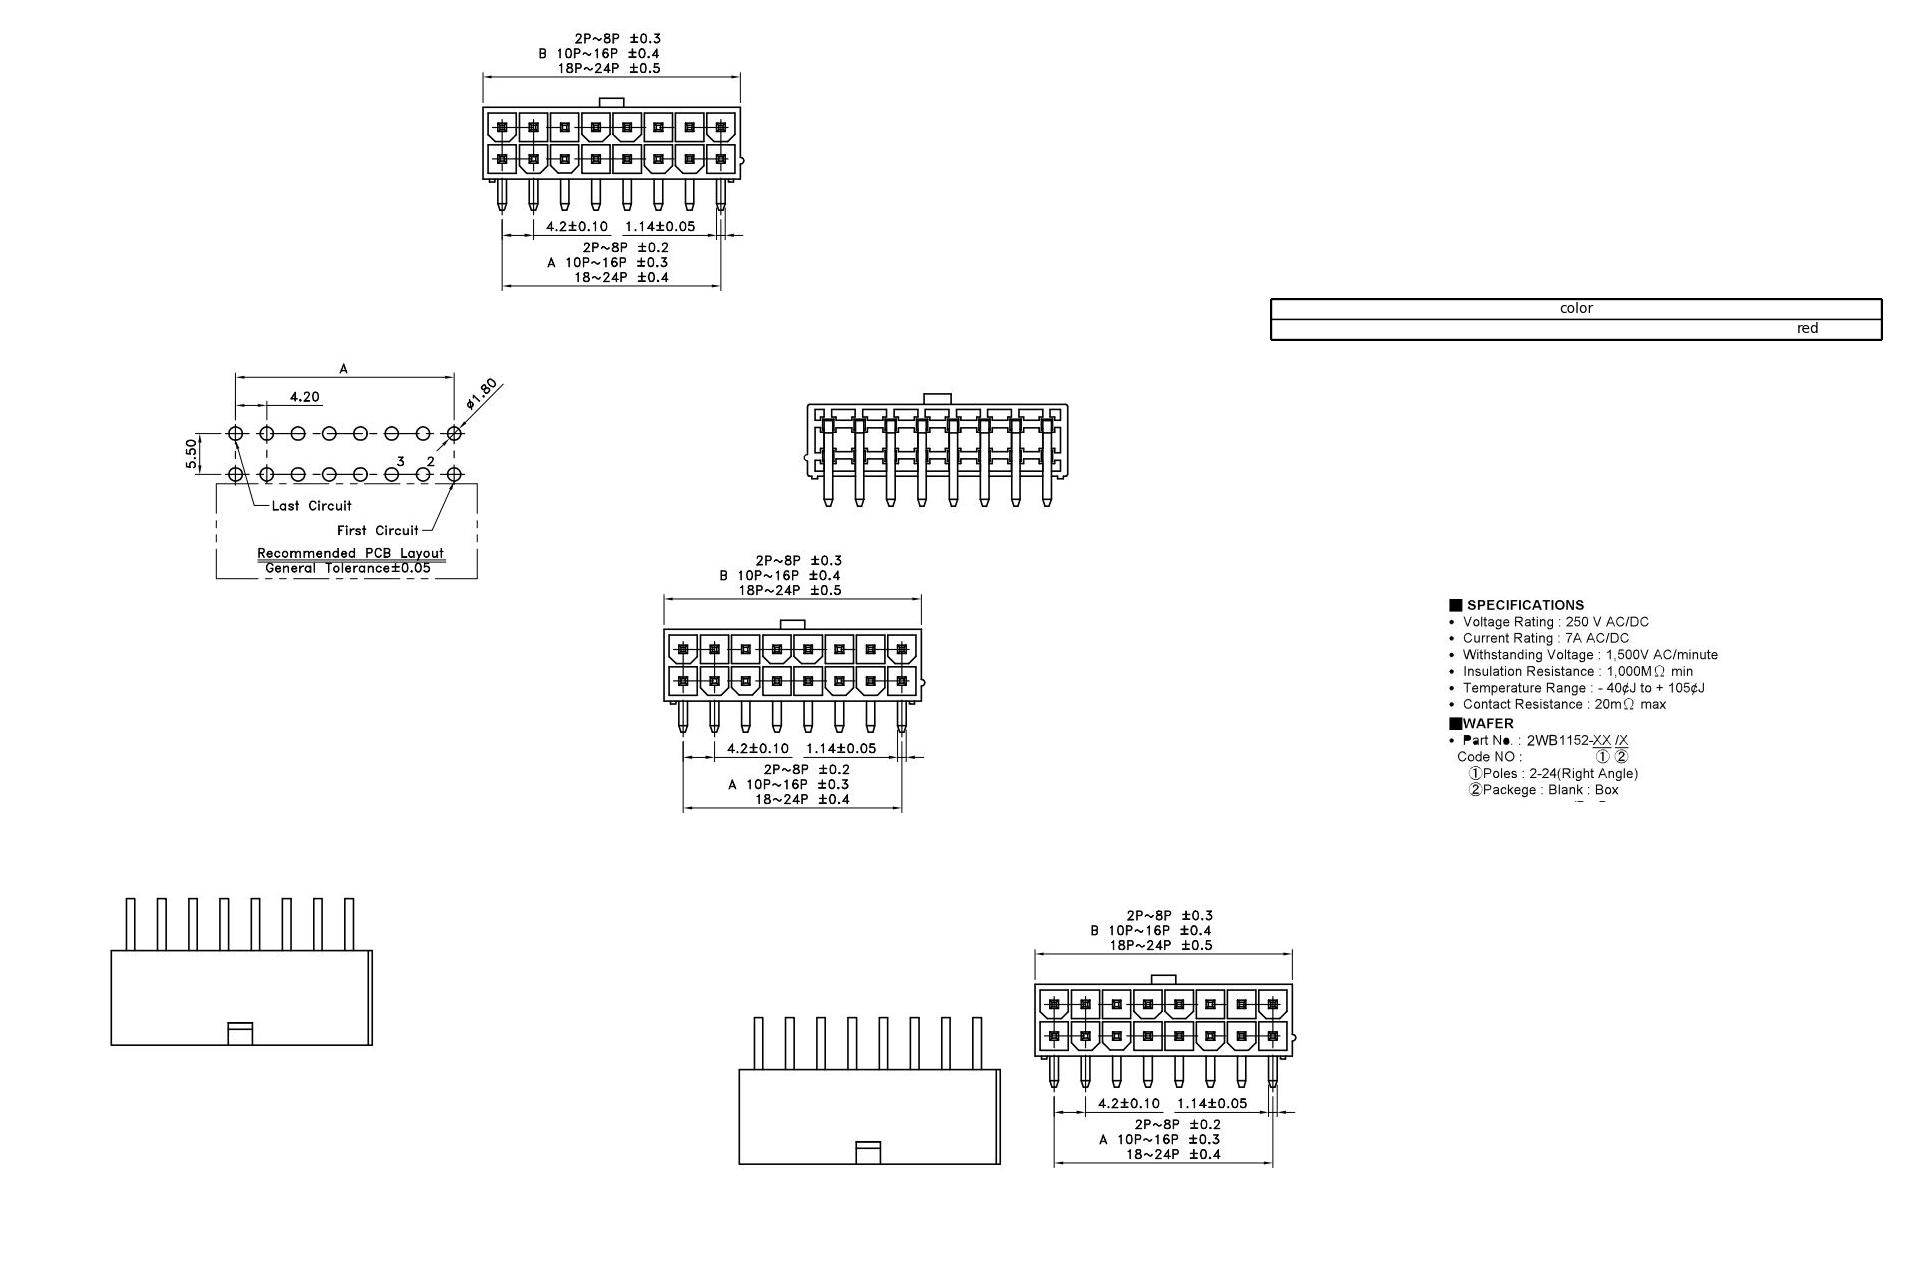 2P~8P ±0.3
B 10P~16P ±0.4
18P~24P ±0.5
4.2±0.10 1.14±0.05
2P~8P ±0.2
A 10P~16P ±0.3
18~24P ±0.4
color
red
A
4.20
ø1.80
5.50
3 2
Last Circuit
First Circuit
Recommended PCB Layout
General Tolerance±0.05
2P~8P ±0.3
B 10P~16P ±0.4
18P~24P ±0.5
4.2±0.10 1.14±0.05
2P~8P ±0.2
A 10P~16P ±0.3
18~24P ±0.4
■ SPECIFICATIONS
• Voltage Rating : 250 V AC/DC
• Current Rating : 7A AC/DC
• Withstanding Voltage : 1,500V AC/minute
• Insulation Resistance : 1,000MΩ min
• Temperature Range : - 40¢J to + 105¢J
• Contact Resistance : 20mΩ max
■WAFER
• Part No. : 2WB1152-XX /X
Code NO : ① ②
①Poles : 2-24(Right Angle)
②Packege : Blank : Box
2P~8P ±0.3
B 10P~16P ±0.4
18P~24P ±0.5
4.2±0.10 1.14±0.05
2P~8P ±0.2
A 10P~16P ±0.3
18~24P ±0.4